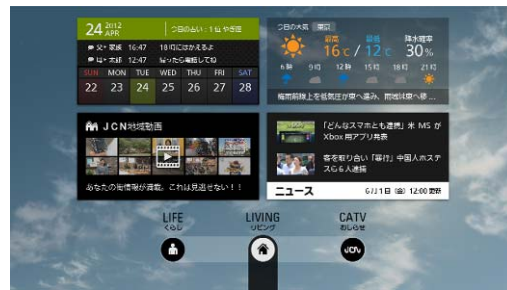 24 2012
APR
今日の占い:1位 やぎ座
父▸家族 16:47 18時にかえるよ
母▸太郎 12:47 帰ったら電話してね
SUN MON TUE WED THU FRI SAT
22 23 24 25 26 27 28
今日の天気 東京
最高 最低 降水確率
16℃ / 12℃ 30%
6時 9時 12時 15時 18時 21時
梅雨前線上を低気圧が東へ進み、雨域は東へ移...
JCN地域動画
あなたの街情報が満載。これは見逃せない!!
「どんなスマホとも連携」米 MS が
Xbox 用アプリ発表
客を取り合い「暴行」中国人ホステ
スら6人逮捕
ニュース 6月1日 (金) 12:00 更新
LIFE LIVING CATV
くらし リビング おしらせ
JCN